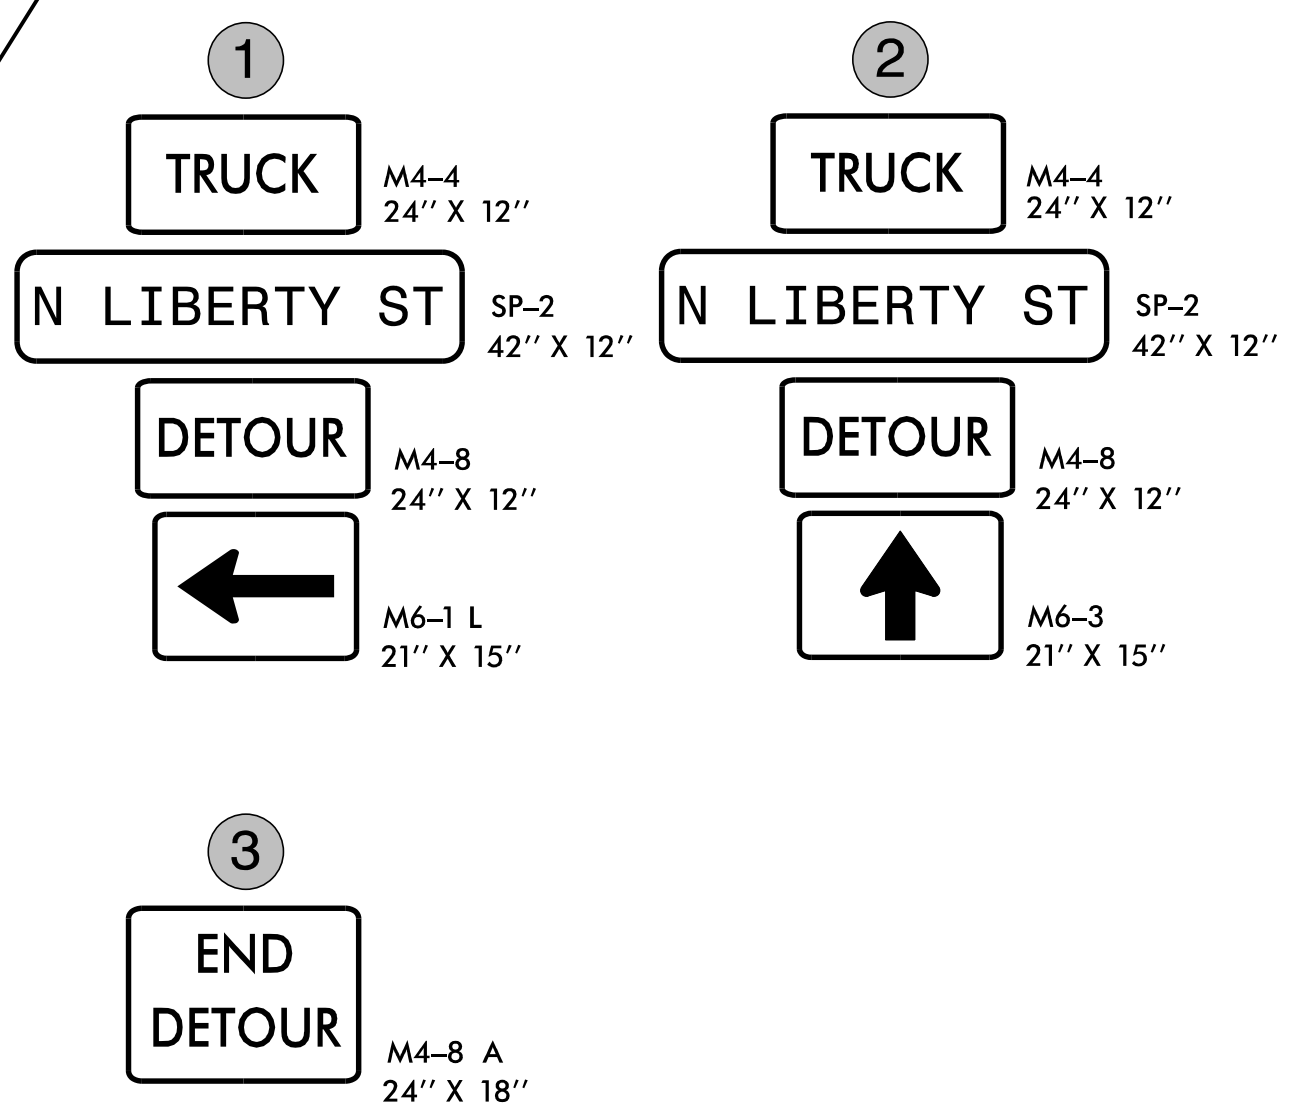 1
TRUCK
M4–4
24'' X 12''
N LIBERTY ST
SP–2
42'' X 12''
DETOUR
M4–8
24'' X 12''
M6–1 L
21'' X 15''
2
TRUCK
M4–4
24'' X 12''
N LIBERTY ST
SP–2
42'' X 12''
DETOUR
M4–8
24'' X 12''
M6–3
21'' X 15''
3
END
DETOUR
M4–8 A
24'' X 18''